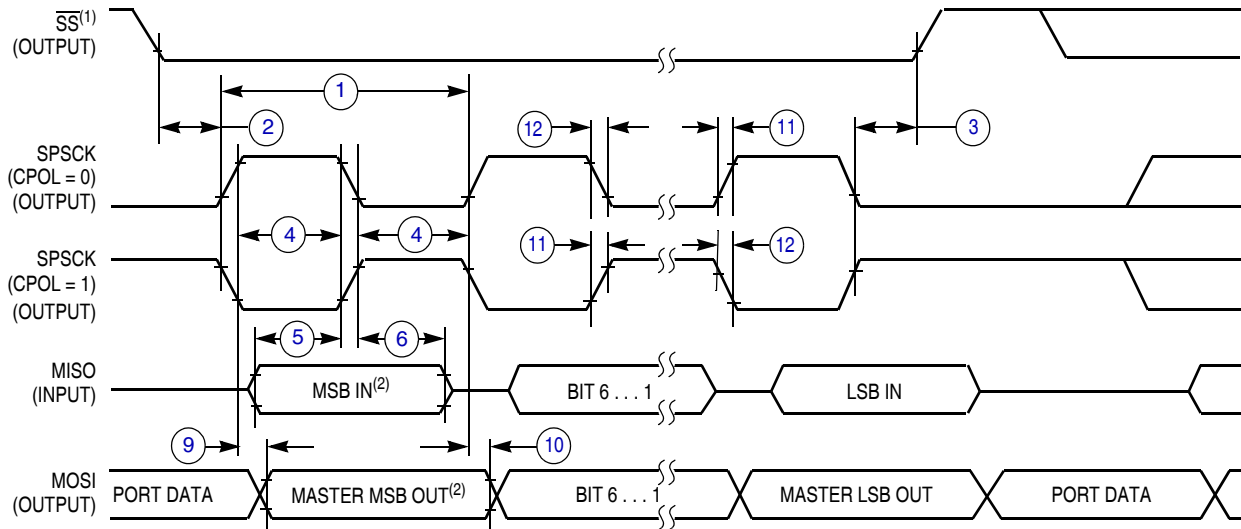 SS(1)
(OUTPUT)
1
2
12
11
3
SPSCK
(CPOL = 0)
(OUTPUT)
4
4
SPSCK
(CPOL = 1)
(OUTPUT)
11
12
5
6
MISO
(INPUT)
MSB IN(2)
BIT 6 . . . 1
LSB IN
9
10
MOSI
(OUTPUT)
PORT DATA
MASTER MSB OUT(2)
BIT 6 . . . 1
MASTER LSB OUT
PORT DATA